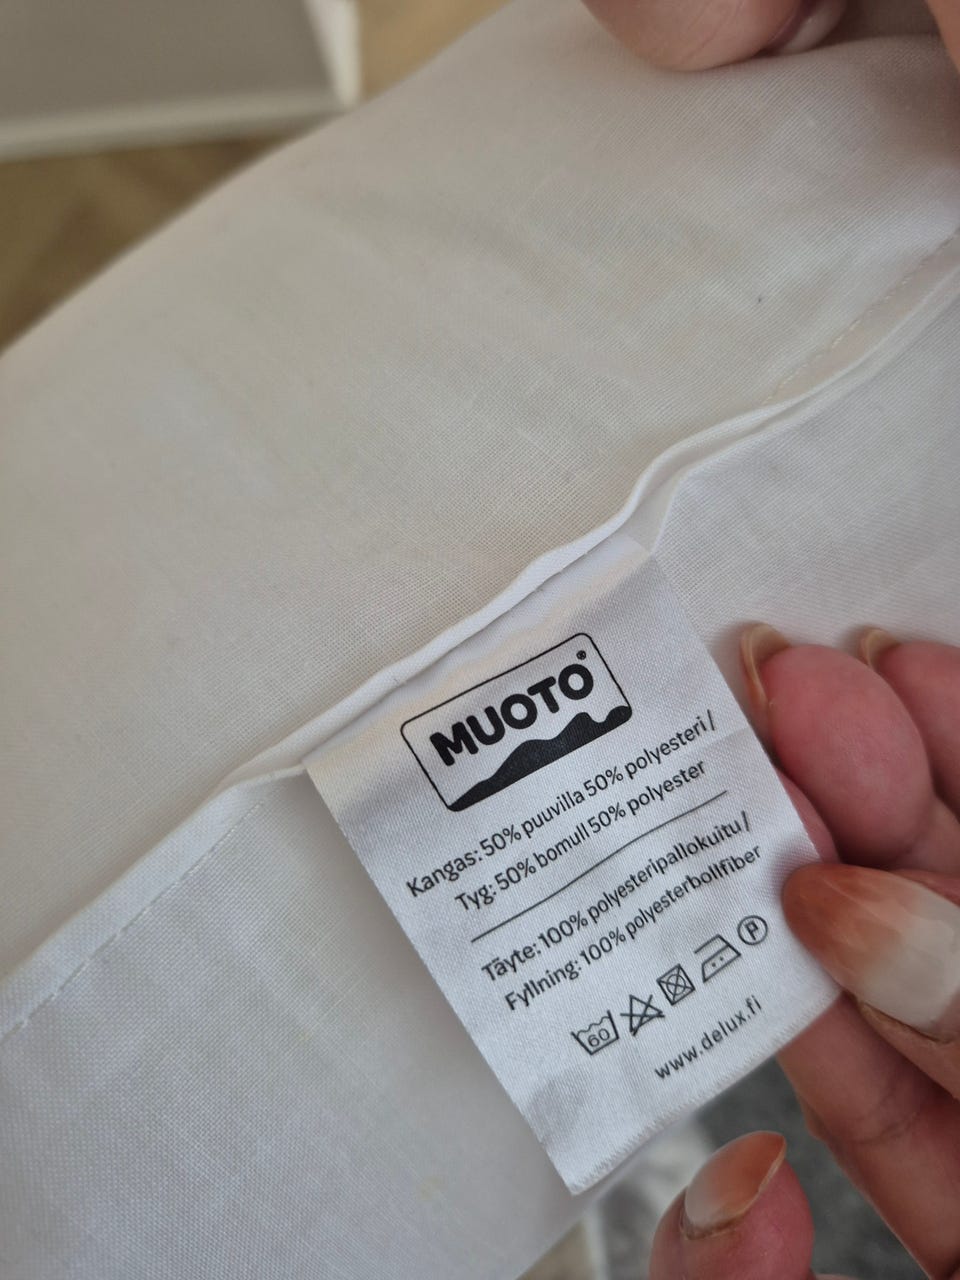 MUOTO®
Kangas: 50% puuvilla 50% polyesteri/
Tyg: 50% bomull 50% polyester
Täyte: 100% polyesteripallokuitu/
Fyllning: 100% polyesterbollfiber
60 P
www.delux.fi